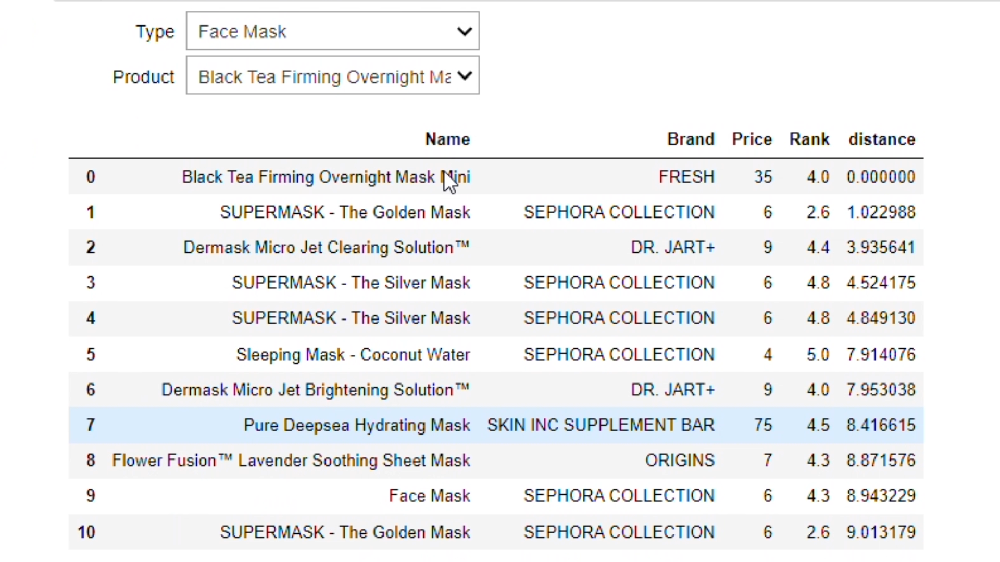 Type Face Mask
Product Black Tea Firming Overnight Ma
Name Brand Price Rank distance
0 Black Tea Firming Overnight Mask Mini FRESH 35 4.0 0.000000
1 SUPERMASK - The Golden Mask SEPHORA COLLECTION 6 2.6 1.022988
2 Dermask Micro Jet Clearing Solution™ DR. JART+ 9 4.4 3.935641
3 SUPERMASK - The Silver Mask SEPHORA COLLECTION 6 4.8 4.524175
4 SUPERMASK - The Silver Mask SEPHORA COLLECTION 6 4.8 4.849130
5 Sleeping Mask - Coconut Water SEPHORA COLLECTION 4 5.0 7.914076
6 Dermask Micro Jet Brightening Solution™ DR. JART+ 9 4.0 7.953038
7 Pure Deepsea Hydrating Mask SKIN INC SUPPLEMENT BAR 75 4.5 8.416615
8 Flower Fusion™ Lavender Soothing Sheet Mask ORIGINS 7 4.3 8.871576
9 Face Mask SEPHORA COLLECTION 6 4.3 8.943229
10 SUPERMASK - The Golden Mask SEPHORA COLLECTION 6 2.6 9.013179